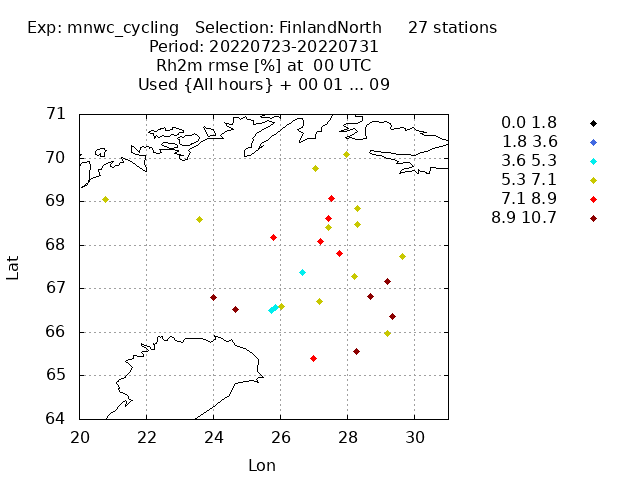 Exp: mnwc_cycling Selection: FinlandNorth 27 stations
Period: 20220723-20220731
Rh2m rmse [%] at 00 UTC
Used {All hours} + 00 01 ... 09
0.0 1.8
1.8 3.6
3.6 5.3
5.3 7.1
7.1 8.9
8.9 10.7
71
70
69
68
67
66
65
64
Lat
20 22 24 26 28 30
Lon